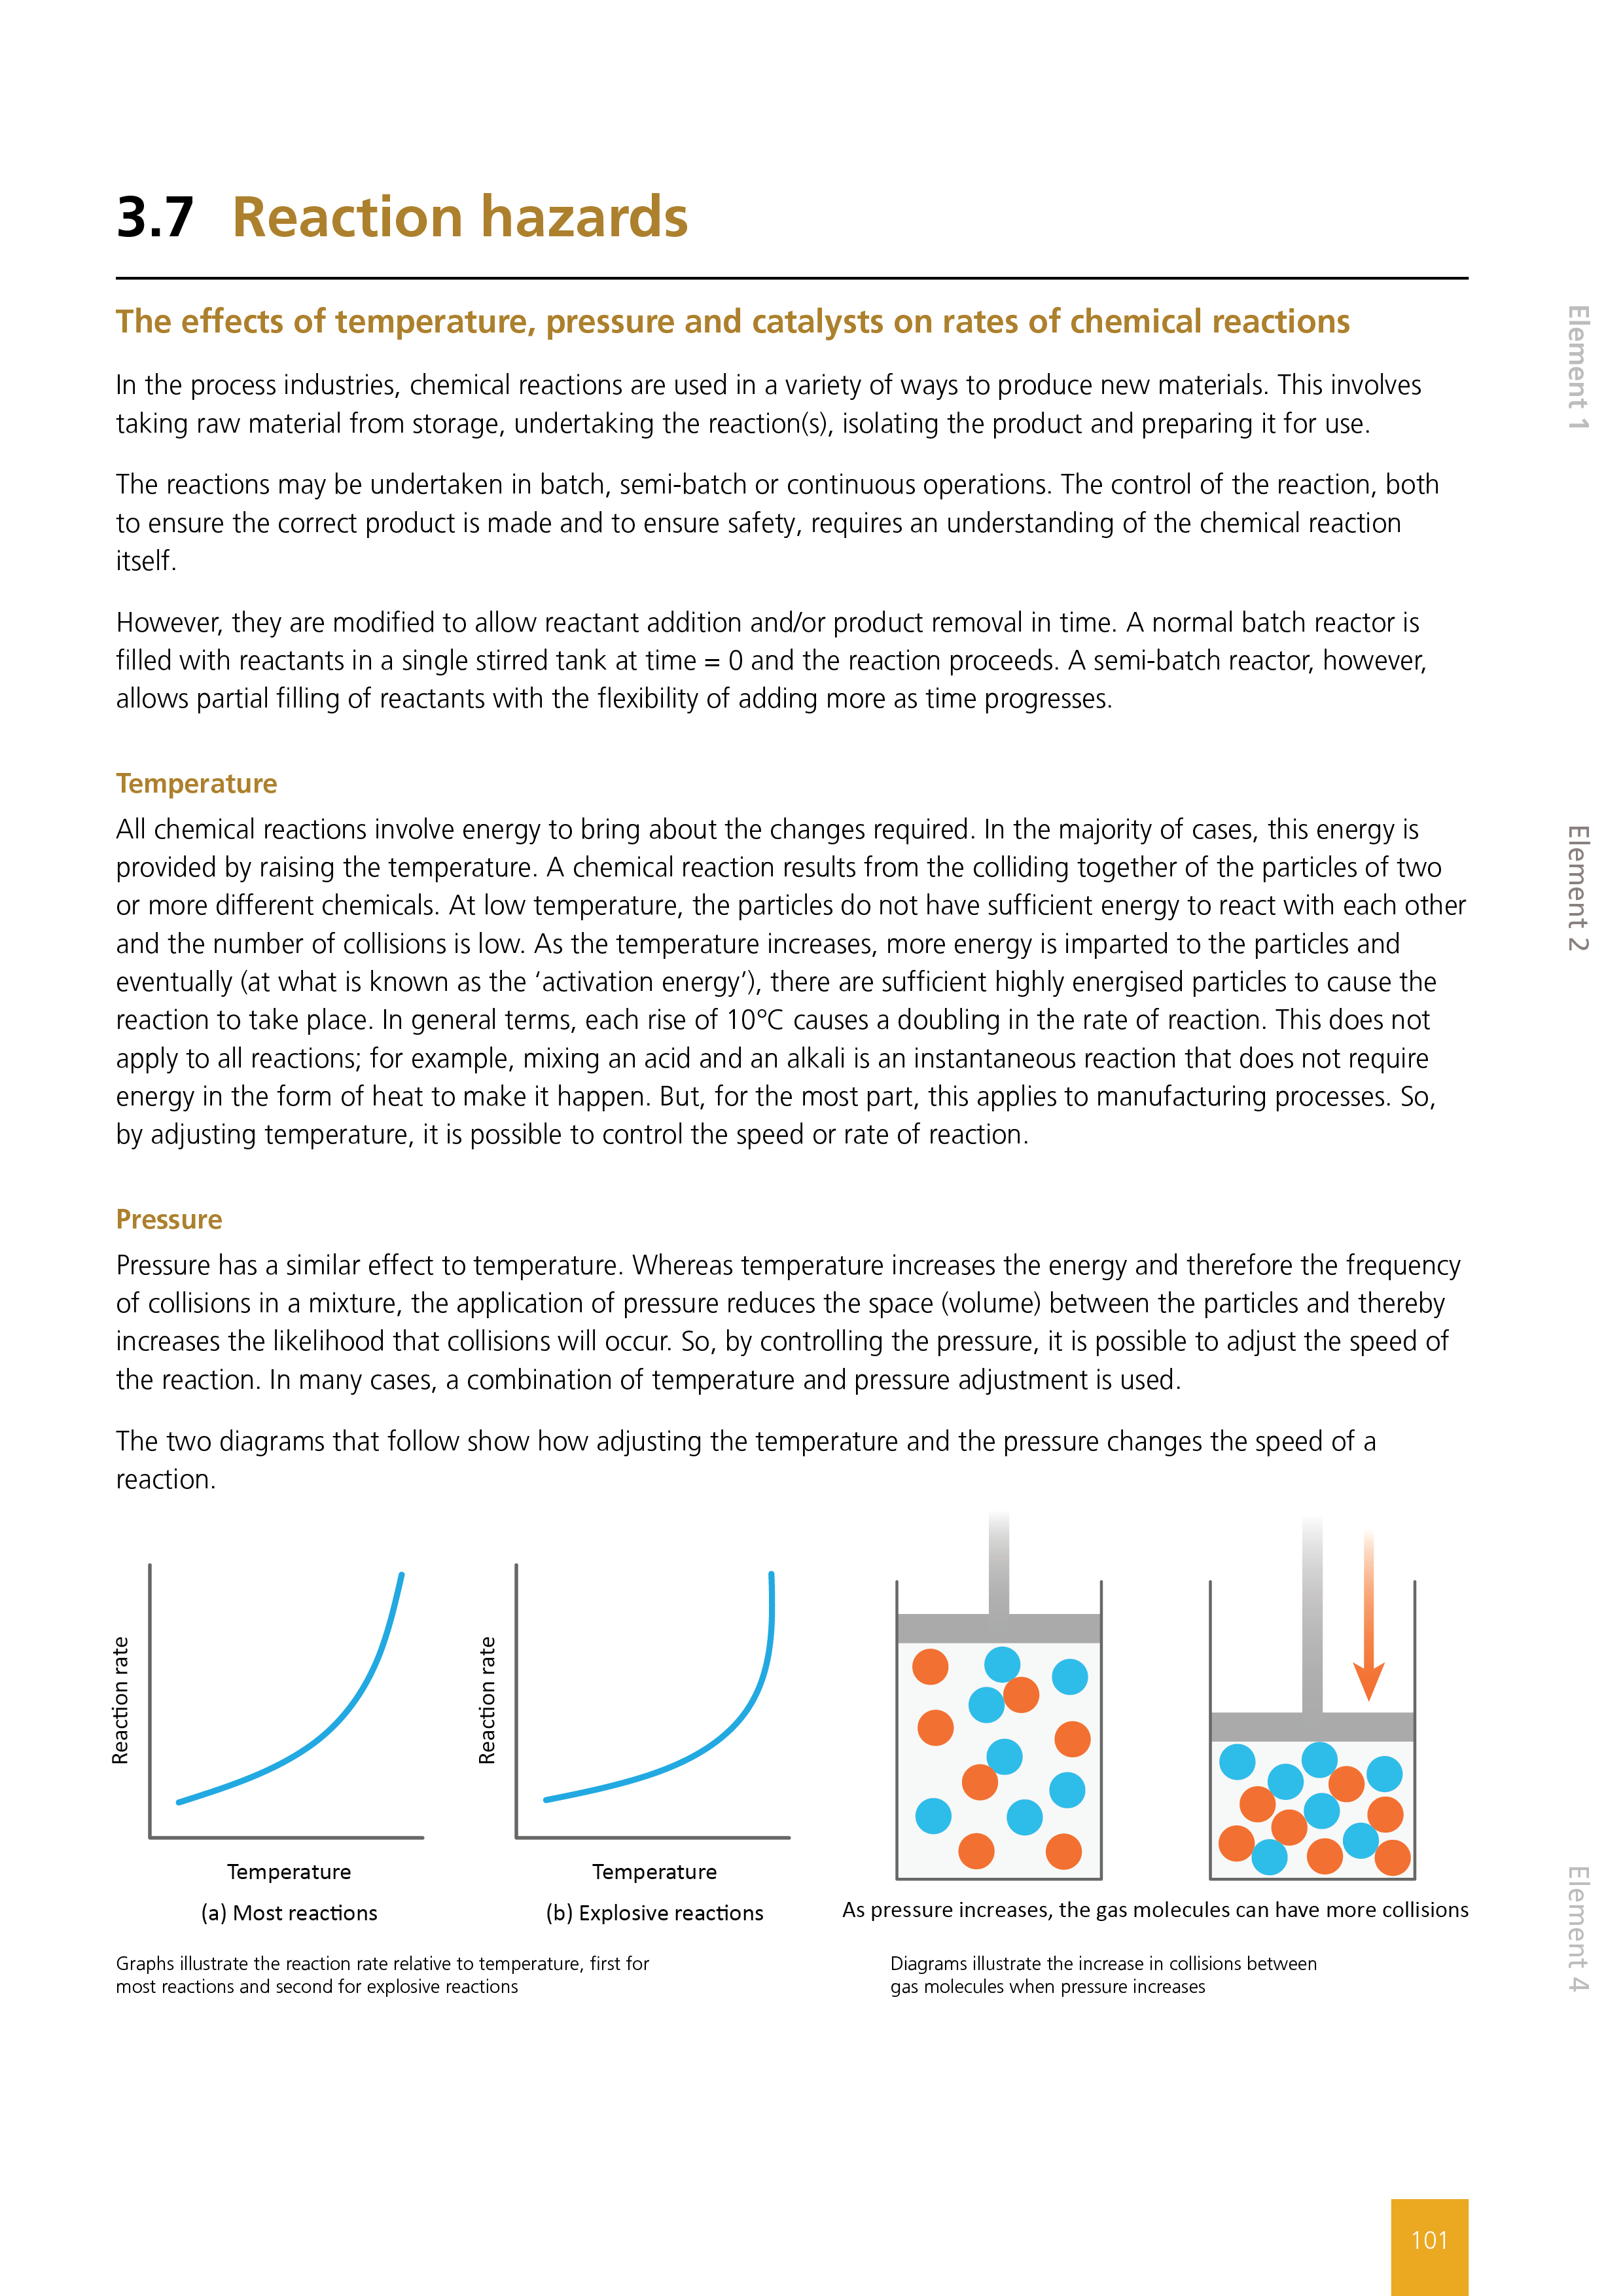 3.7 Reaction hazards
The effects of temperature, pressure and catalysts on rates of chemical reactions
In the process industries, chemical reactions are used in a variety of ways to produce new materials. This involves
taking raw material from storage, undertaking the reaction(s), isolating the product and preparing it for use.
The reactions may be undertaken in batch, semi-batch or continuous operations. The control of the reaction, both
to ensure the correct product is made and to ensure safety, requires an understanding of the chemical reaction
itself.
However, they are modified to allow reactant addition and/or product removal in time. A normal batch reactor is
filled with reactants in a single stirred tank at time = 0 and the reaction proceeds. A semi-batch reactor, however,
allows partial filling of reactants with the flexibility of adding more as time progresses.
Temperature
All chemical reactions involve energy to bring about the changes required. In the majority of cases, this energy is
provided by raising the temperature. A chemical reaction results from the colliding together of the particles of two
or more different chemicals. At low temperature, the particles do not have sufficient energy to react with each other
and the number of collisions is low. As the temperature increases, more energy is imparted to the particles and
eventually (at what is known as the ‘activation energy’), there are sufficient highly energised particles to cause the
reaction to take place. In general terms, each rise of 10°C causes a doubling in the rate of reaction. This does not
apply to all reactions; for example, mixing an acid and an alkali is an instantaneous reaction that does not require
energy in the form of heat to make it happen. But, for the most part, this applies to manufacturing processes. So,
by adjusting temperature, it is possible to control the speed or rate of reaction.
Pressure
Pressure has a similar effect to temperature. Whereas temperature increases the energy and therefore the frequency
of collisions in a mixture, the application of pressure reduces the space (volume) between the particles and thereby
increases the likelihood that collisions will occur. So, by controlling the pressure, it is possible to adjust the speed of
the reaction. In many cases, a combination of temperature and pressure adjustment is used.
The two diagrams that follow show how adjusting the temperature and the pressure changes the speed of a
reaction.
Reaction rate
Temperature
(a) Most reactions
Reaction rate
Temperature
(b) Explosive reactions
As pressure increases, the gas molecules can have more collisions
Graphs illustrate the reaction rate relative to temperature, first for
most reactions and second for explosive reactions
Diagrams illustrate the increase in collisions between
gas molecules when pressure increases
Element 1
Element 2
Element 4
101